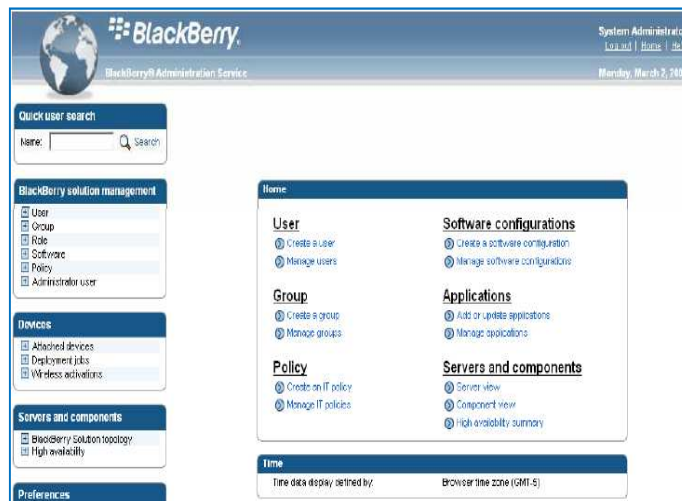 BlackBerry.
System Administrato
Log out | Home | He
BlackBerry® Administration Service
Monday, March 2, 200
Quick user search
Name:
Search
BlackBerry solution management
User
Group
Role
Software
Policy
Administrator user
Devices
Attached devices
Deployment jobs
Wireless activations
Servers and components
BlackBerry Solution topology
High availability
Preferences
Home
User
Create a user
Manage users
Software configurations
Create a software configuration
Manage software configurations
Group
Create a group
Manage groups
Applications
Add or update applications
Manage applications
Policy
Create an IT policy
Manage IT policies
Servers and components
Server view
Component view
High availability summary
Time
Time data display defined by:
Browser time zone (GMT-5)